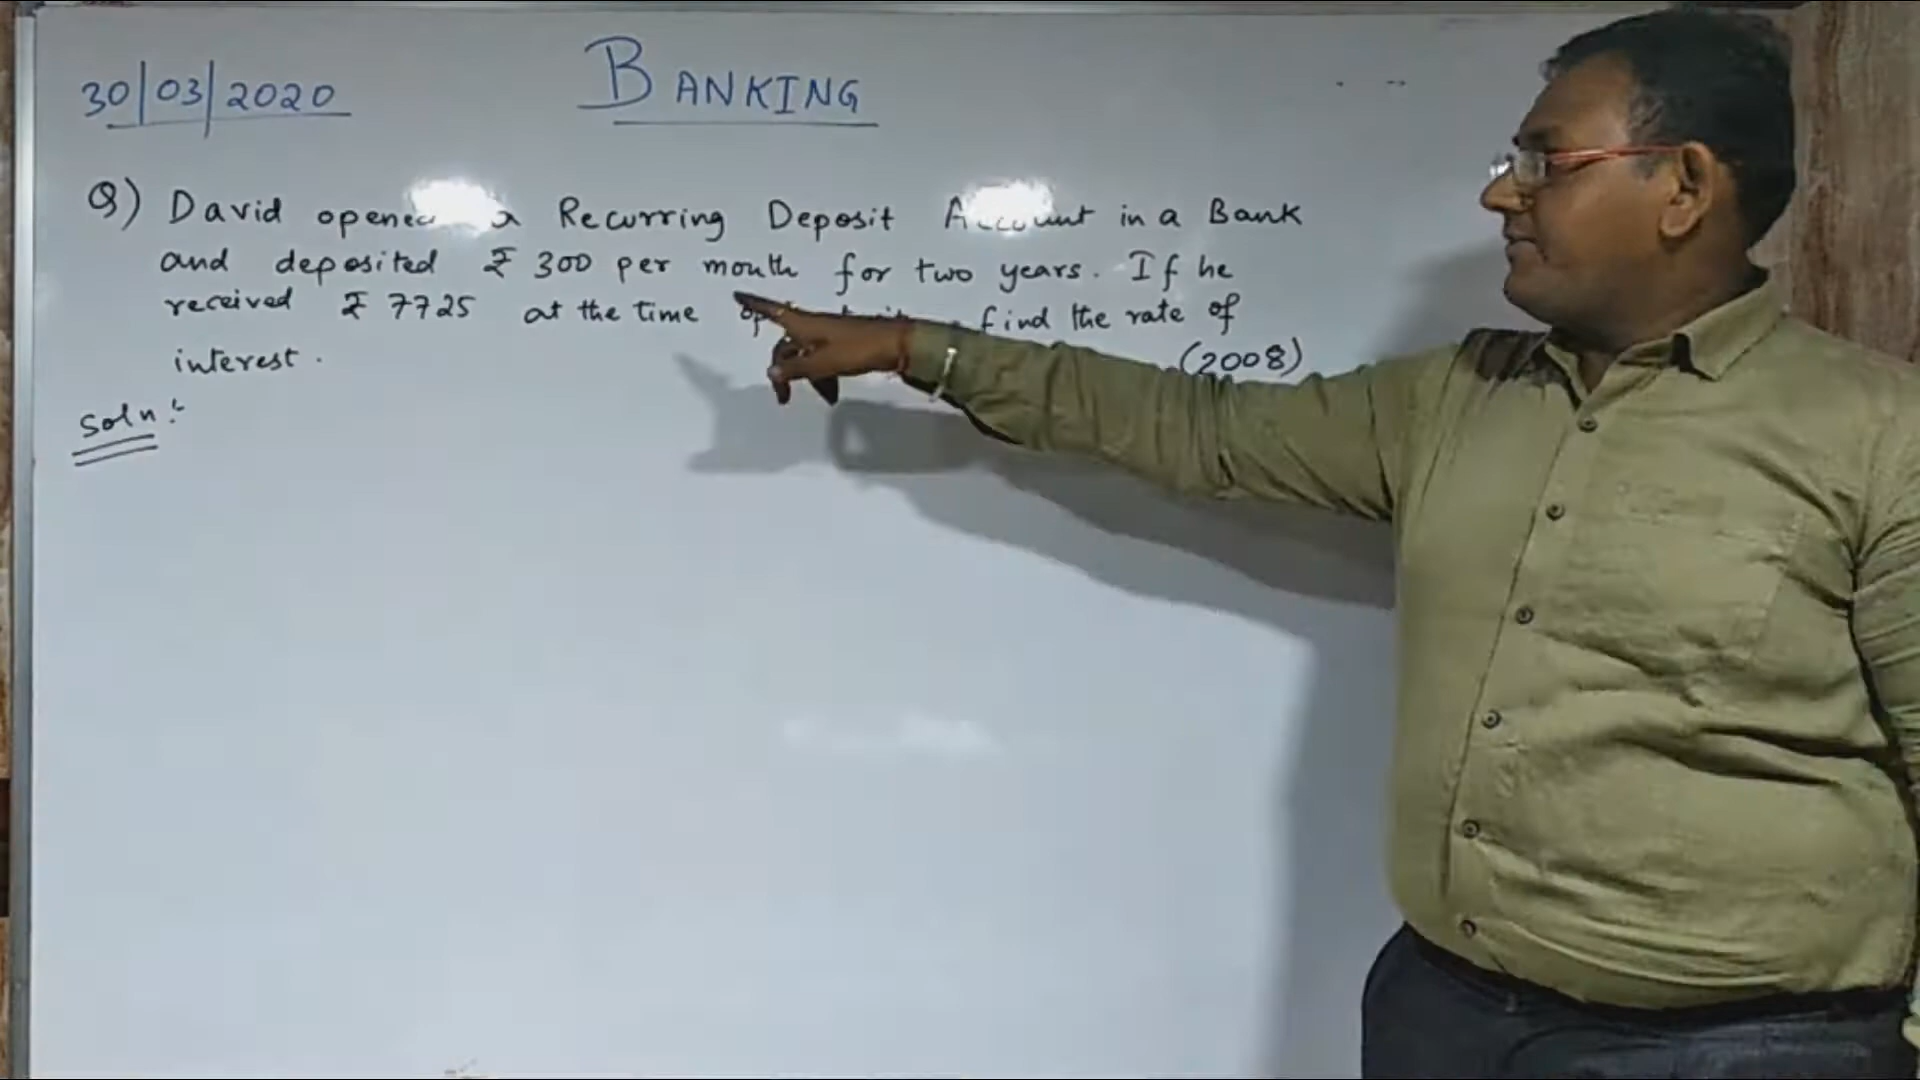 30/03/2020
BANKING
Q) David opened a Recurring Deposit Account in a Bank
and deposited ₹ 300 per month for two years. If he
received ₹ 7725 at the time find the rate of
interest.
(2008)
Soln: